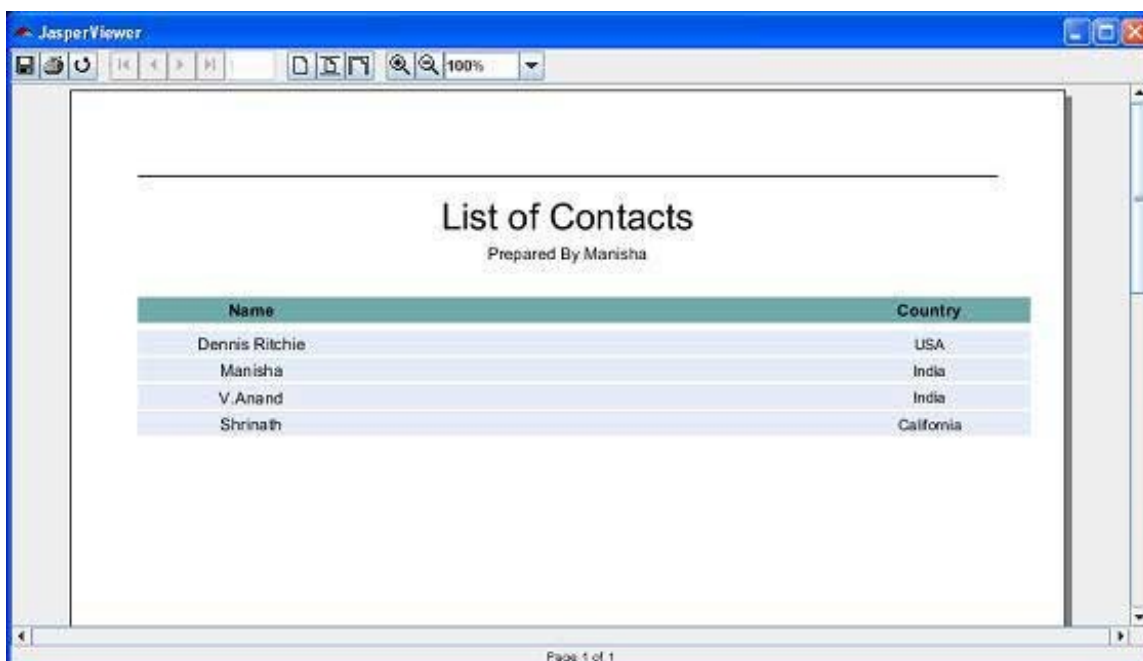 JasperViewer
100%
List of Contacts
Prepared By Manisha
Name Country
Dennis Ritchie USA
Manisha India
V.Anand India
Shrinath California
Page 1 of 1